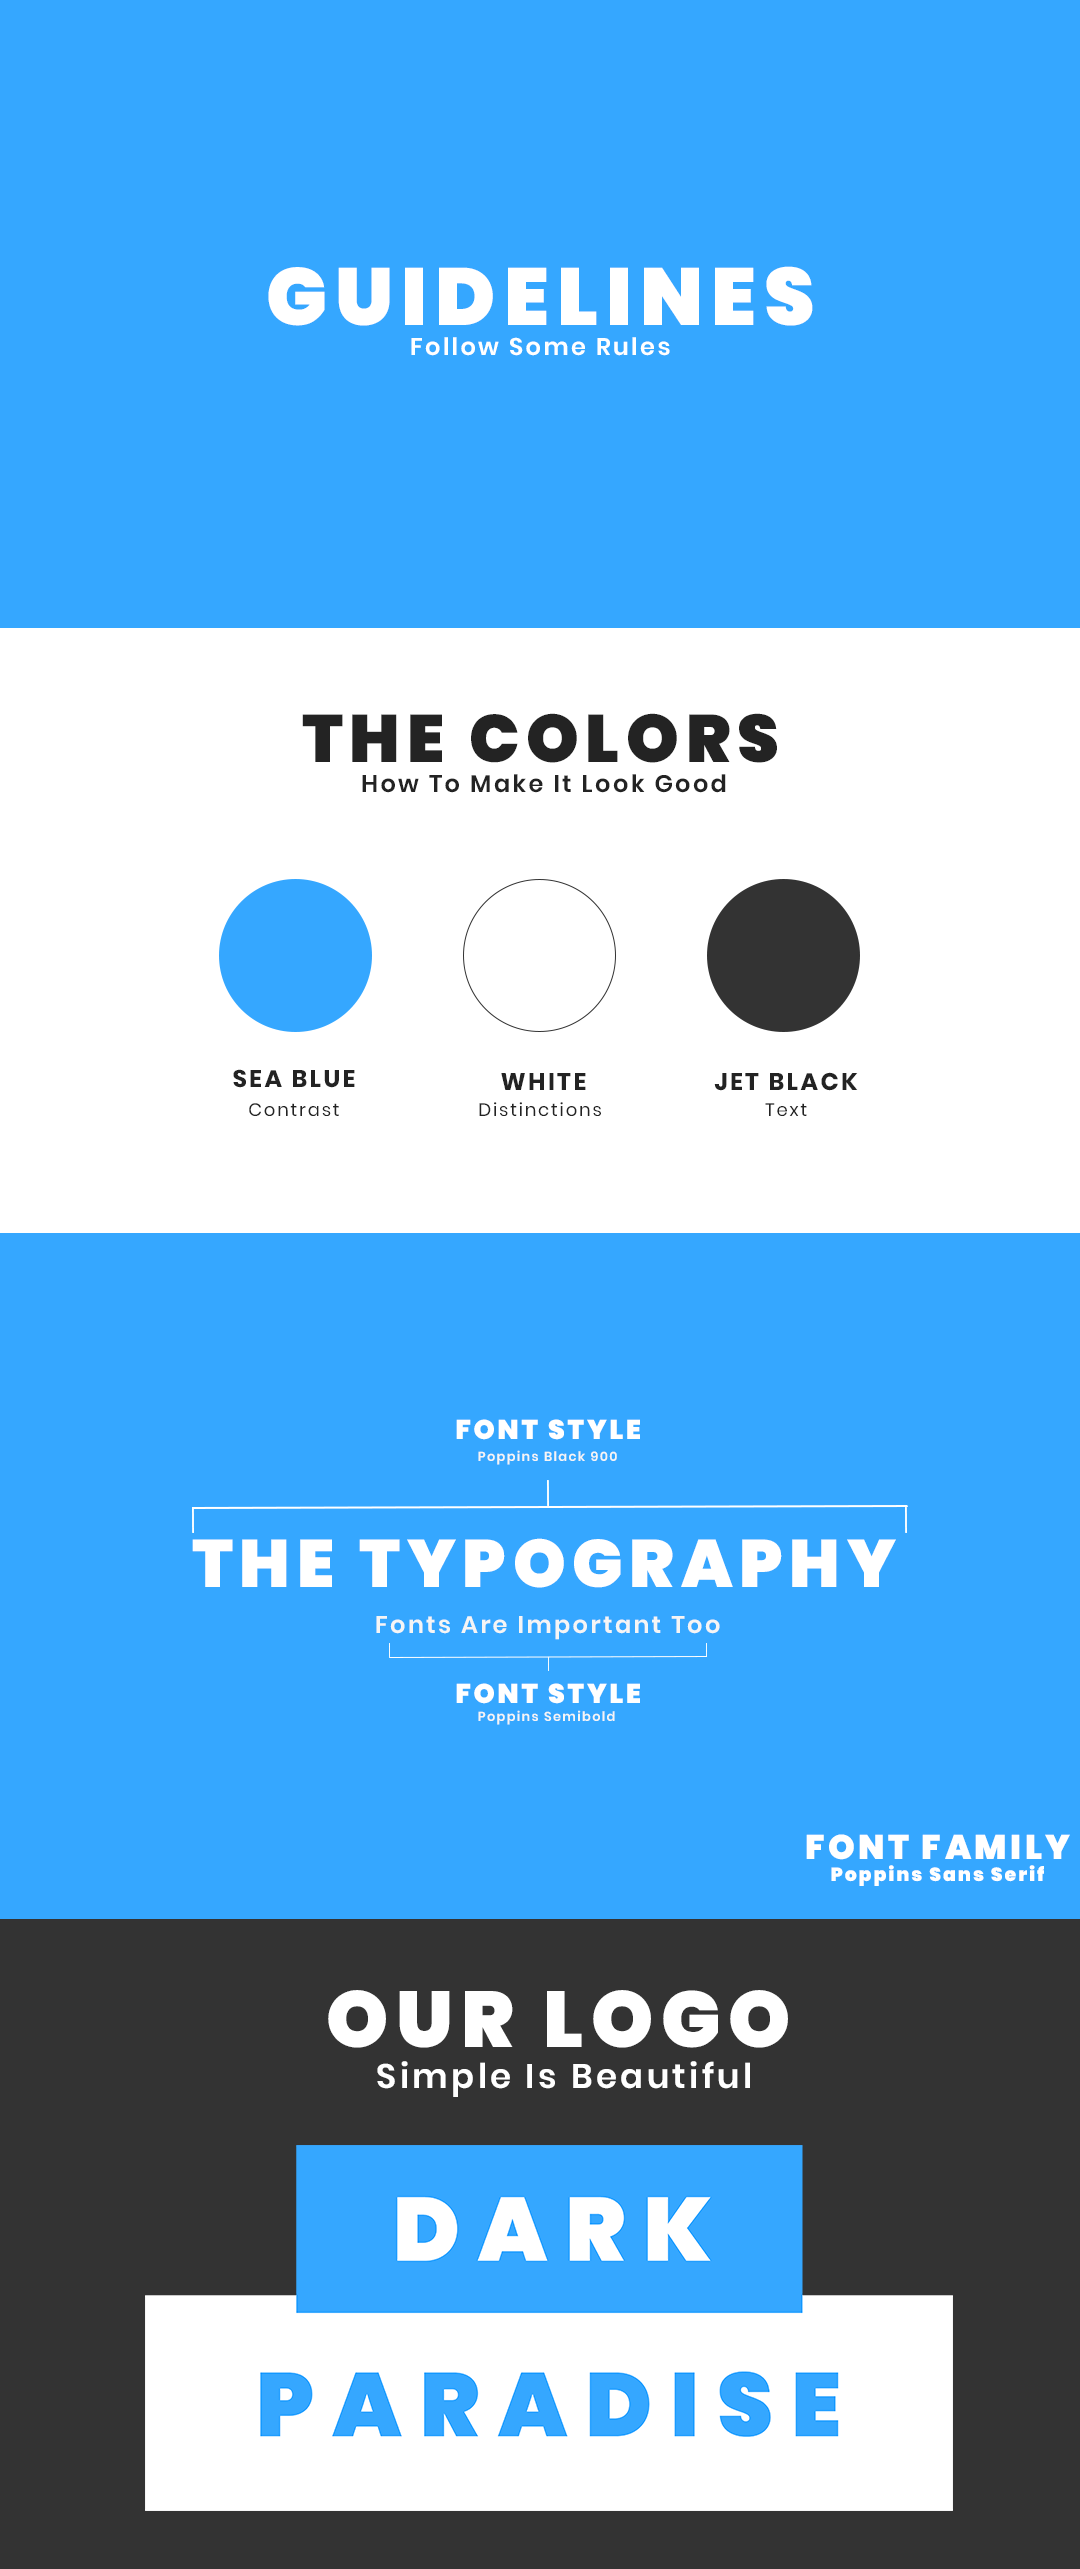 GUIDELINES
Follow Some Rules
THE COLORS
How To Make It Look Good
SEA BLUE
Contrast
WHITE
Distinctions
JET BLACK
Text
FONT STYLE
Poppins Black 900
THE TYPOGRAPHY
Fonts Are Important Too
FONT STYLE
Poppins Semibold
FONT FAMILY
Poppins Sans Serif
OUR LOGO
Simple Is Beautiful
DARK
PARADISE